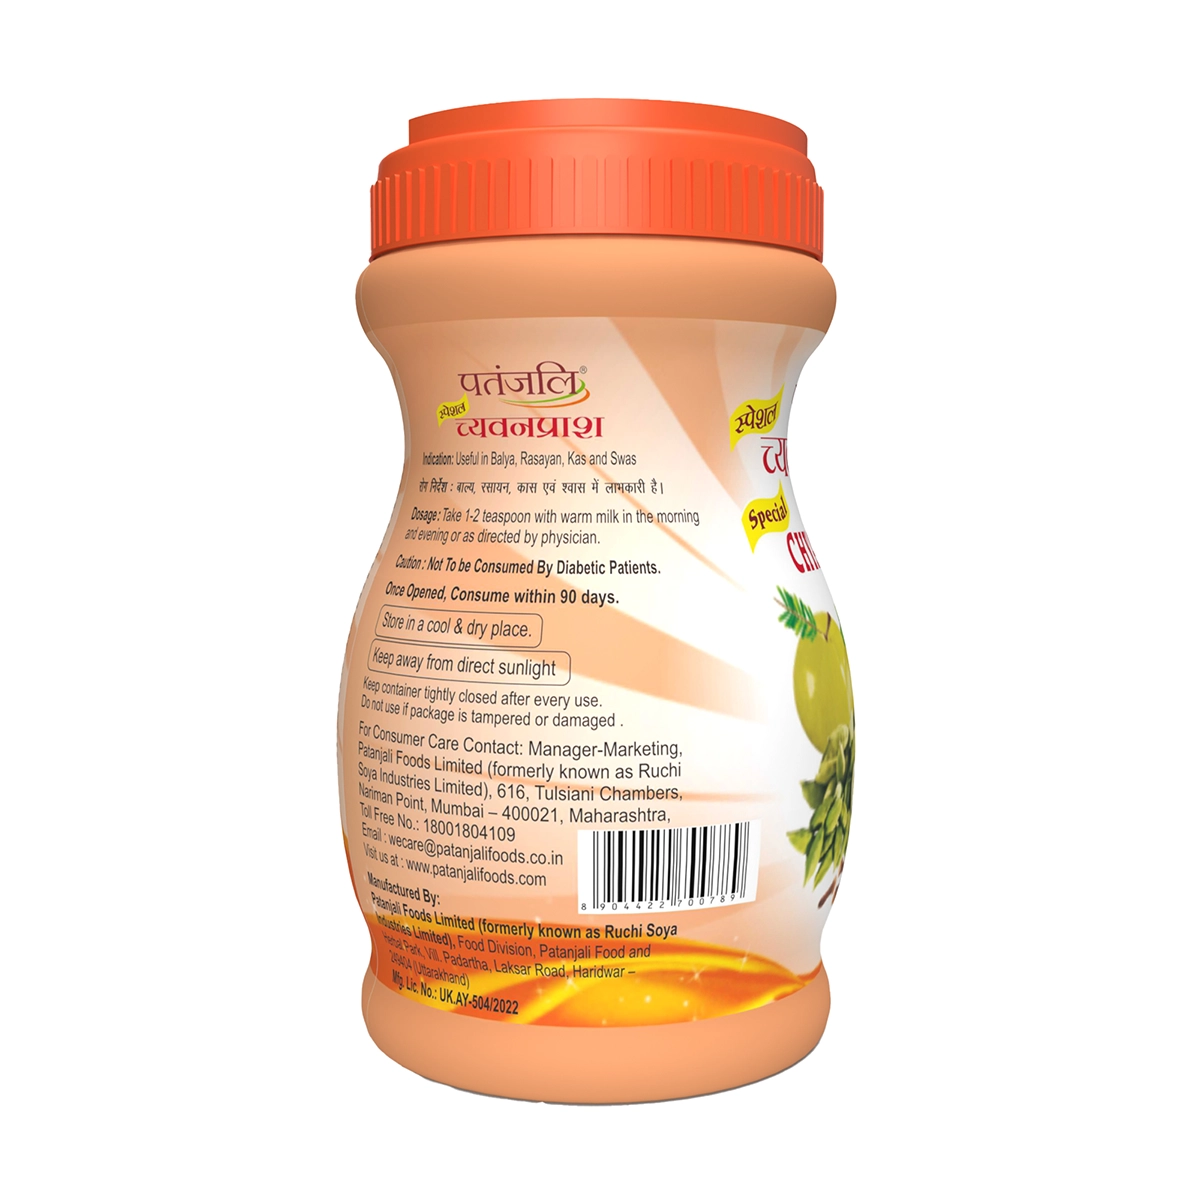 पतंजलि®
स्पेशल
च्यवनप्राश
Indication: Useful in Balya, Rasayan, Kas and Swas
रोग निर्देश : बाल्य, रसायन, कास एवं श्वास में लाभकारी है।
Dosage: Take 1-2 teaspoon with warm milk in the morning
and evening or as directed by physician.
Caution : Not To be Consumed By Diabetic Patients.
Once Opened, Consume within 90 days.
Store in a cool & dry place.
Keep away from direct sunlight
Keep container tightly closed after every use.
Do not use if package is tampered or damaged .
For Consumer Care Contact: Manager-Marketing,
Patanjali Foods Limited (formerly known as Ruchi
Soya Industries Limited), 616, Tulsiani Chambers,
Nariman Point, Mumbai – 400021, Maharashtra,
Toll Free No.: 18001804109
Email : wecare@patanjalifoods.co.in
Visit us at : www.patanjalifoods.com
8 904422 700789
Manufactured By:
Patanjali Foods Limited (formerly known as Ruchi Soya
Industries Limited), Food Division, Patanjali Food and
Herbal Park, Vill. Padartha, Laksar Road, Haridwar –
249404 (Uttarakhand)
Mfg. Lic. No.: UK.AY-504/2022
स्पेशल
च्य
Special
CHY